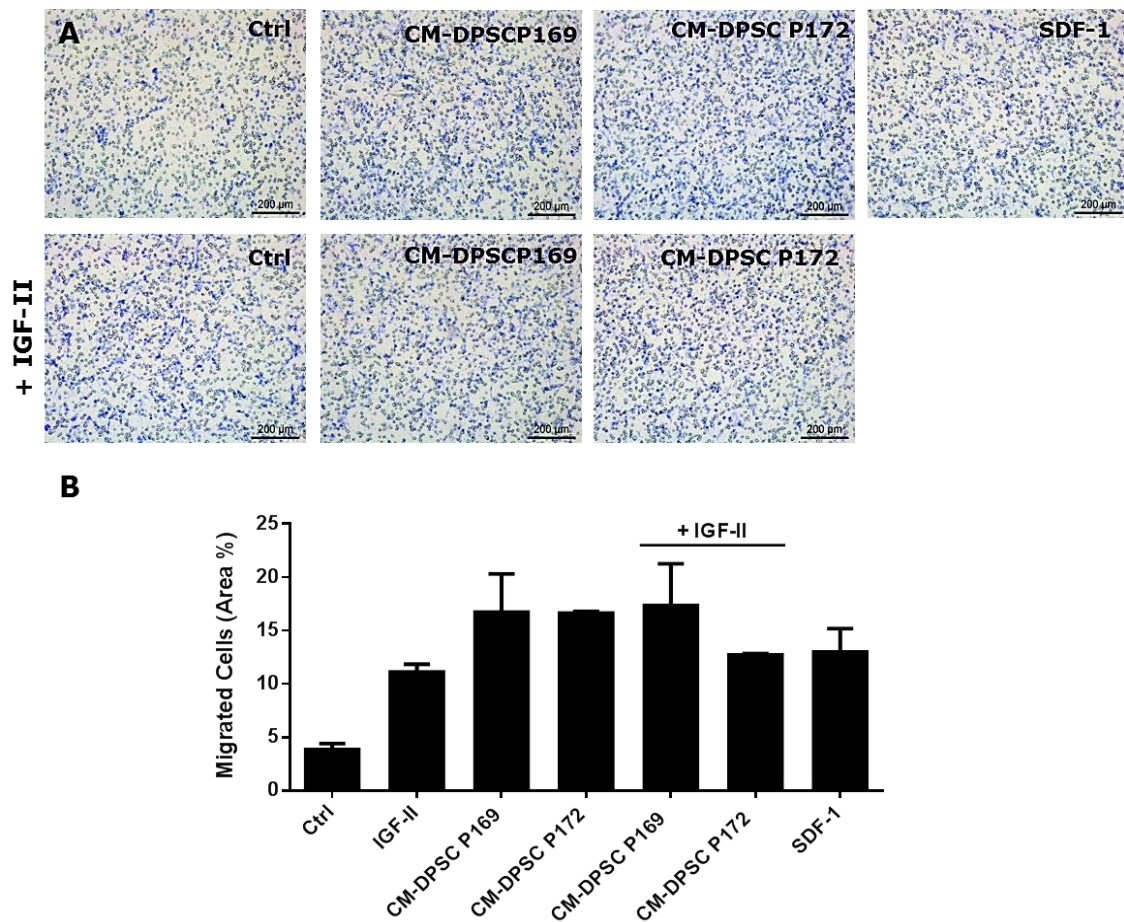 A
Ctrl
CM-DPSCP169
CM-DPSC P172
SDF-1
200 µm
200 µm
200 µm
200 µm
+ IGF-II
Ctrl
CM-DPSCP169
CM-DPSC P172
200 µm
200 µm
200 µm
B
Migrated Cells (Area %)
25
20
15
10
5
0
+ IGF-II
Ctrl
IGF-II
CM-DPSC P169
CM-DPSC P172
CM-DPSC P169
CM-DPSC P172
SDF-1